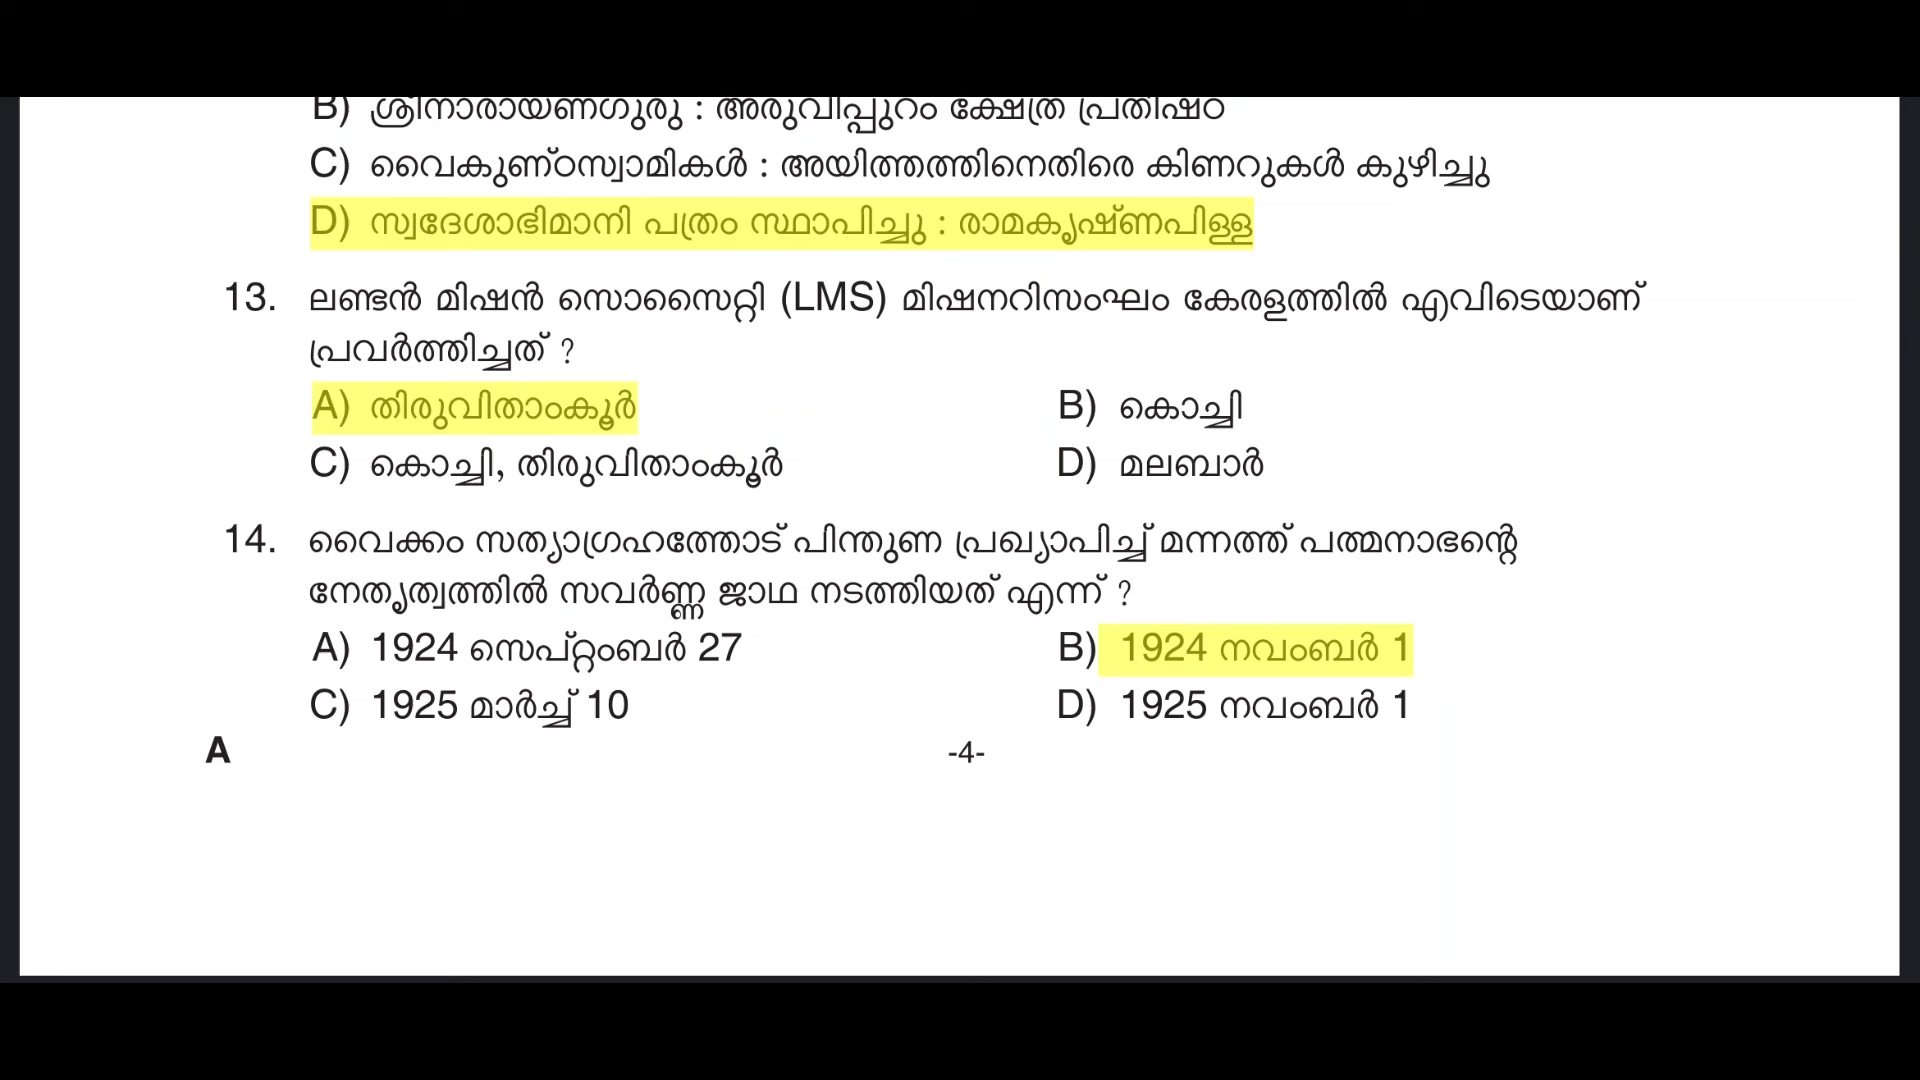 B) ശ്രീനാരായണഗുരു : അരുവിപ്പുറം ക്ഷേത്ര പ്രതിഷ്ഠ
C) വൈകുണ്ഠസ്വാമികൾ : അയിത്തത്തിനെതിരെ കിണറുകൾ കുഴിച്ചു
D) സ്വദേശാഭിമാനി പത്രം സ്ഥാപിച്ചു : രാമകൃഷ്ണപിള്ള
13. ലണ്ടൻ മിഷൻ സൊസൈറ്റി (LMS) മിഷനറിസംഘം കേരളത്തിൽ എവിടെയാണ്
പ്രവർത്തിച്ചത് ?
A) തിരുവിതാംകൂർ B) കൊച്ചി
C) കൊച്ചി, തിരുവിതാംകൂർ D) മലബാർ
14. വൈക്കം സത്യാഗ്രഹത്തോട് പിന്തുണ പ്രഖ്യാപിച്ച് മന്നത്ത് പത്മനാഭന്റെ
നേതൃത്വത്തിൽ സവർണ്ണ ജാഥ നടത്തിയത് എന്ന് ?
A) 1924 സെപ്റ്റംബർ 27 B) 1924 നവംബർ 1
C) 1925 മാർച്ച് 10 D) 1925 നവംബർ 1
A -4-